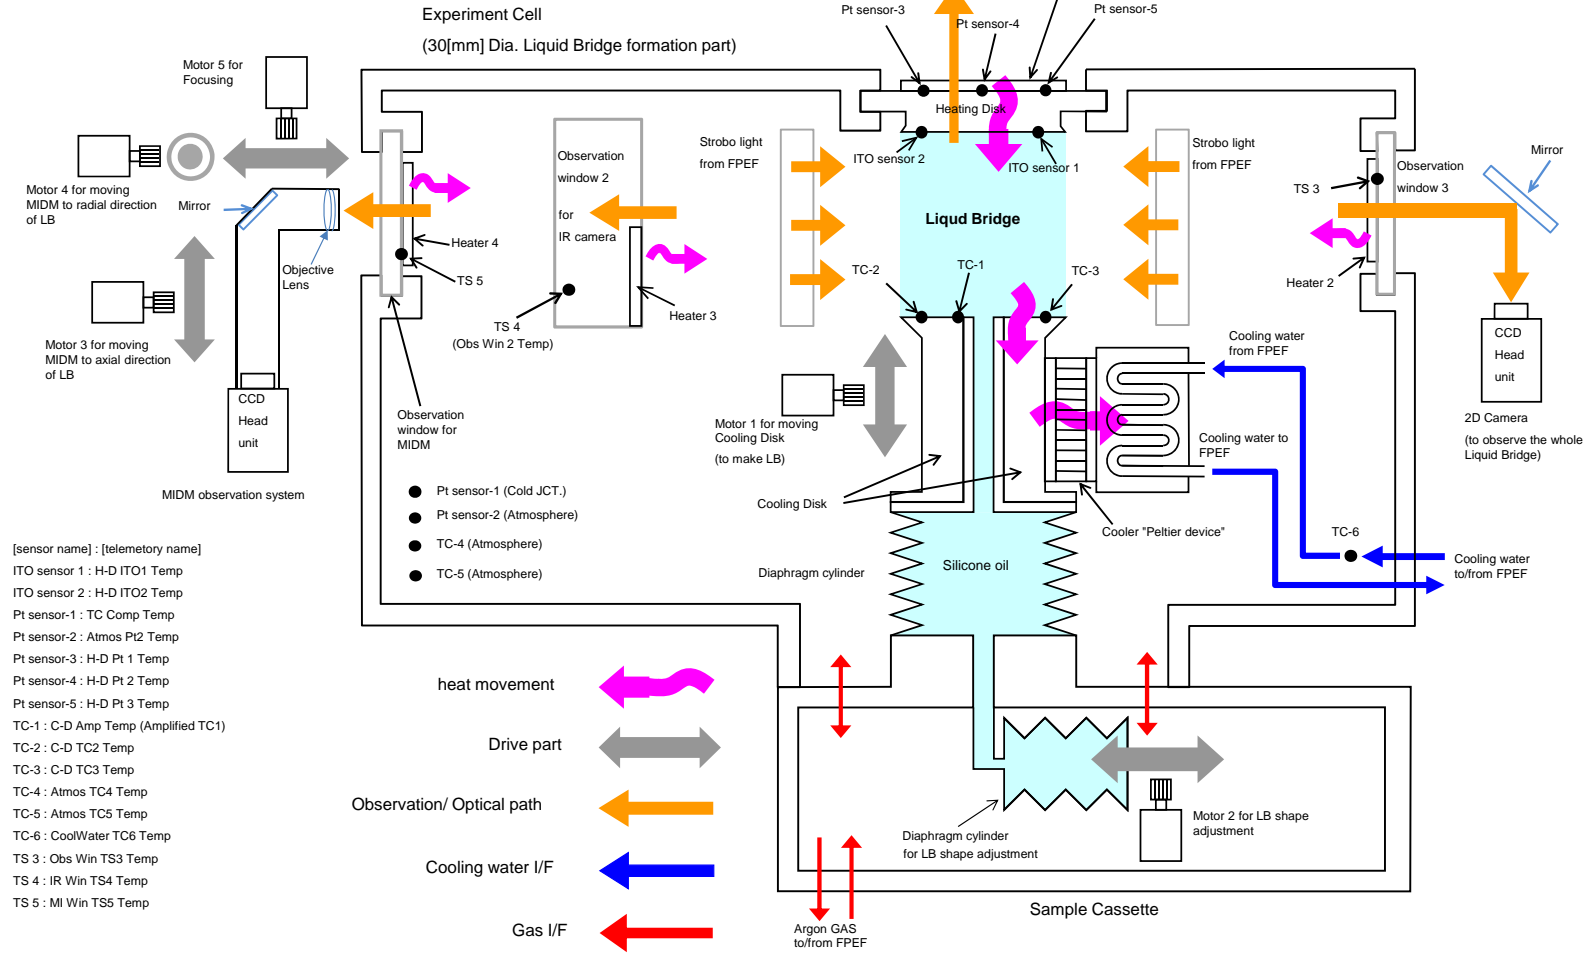 Experiment Cell
(30[mm] Dia. Liquid Bridge formation part)
Pt sensor-3
Pt sensor-4
Pt sensor-5
Motor 5 for
Focusing
Heating Disk
Strobo light
from FPEF
ITO sensor 2
ITO sensor 1
Strobo light
from FPEF
Observation
window 2
for
IR camera
Observation
window 3
Mirror
TS 3
Motor 4 for moving
MIDM to radial direction
of LB
Mirror
Liqud Bridge
Heater 4
TS 5
Objective
Lens
TC-2
TC-1
TC-3
Heater 2
Heater 3
TS 4
(Obs Win 2 Temp)
Motor 3 for moving
MIDM to axial direction
of LB
Cooling water
from FPEF
CCD
Head
unit
CCD
Head
unit
Observation
window for
MIDM
Motor 1 for moving
Cooling Disk
(to make LB)
Cooling water to
FPEF
2D Camera
(to observe the whole
Liquid Bridge)
MIDM observation system
Pt sensor-1 (Cold JCT.)
Pt sensor-2 (Atmosphere)
TC-4 (Atmosphere)
TC-5 (Atmosphere)
Cooling Disk
Cooler "Peltier device"
TC-6
Cooling water
to/from FPEF
Diaphragm cylinder
Silicone oil
[sensor name] : [telemetory name]
ITO sensor 1 : H-D ITO1 Temp
ITO sensor 2 : H-D ITO2 Temp
Pt sensor-1 : TC Comp Temp
Pt sensor-2 : Atmos Pt2 Temp
Pt sensor-3 : H-D Pt 1 Temp
Pt sensor-4 : H-D Pt 2 Temp
Pt sensor-5 : H-D Pt 3 Temp
TC-1 : C-D Amp Temp (Amplified TC1)
TC-2 : C-D TC2 Temp
TC-3 : C-D TC3 Temp
TC-4 : Atmos TC4 Temp
TC-5 : Atmos TC5 Temp
TC-6 : CoolWater TC6 Temp
TS 3 : Obs Win TS3 Temp
TS 4 : IR Win TS4 Temp
TS 5 : MI Win TS5 Temp
heat movement
Drive part
Observation/ Optical path
Cooling water I/F
Gas I/F
Diaphragm cylinder
for LB shape adjustment
Motor 2 for LB shape
adjustment
Argon GAS
to/from FPEF
Sample Cassette